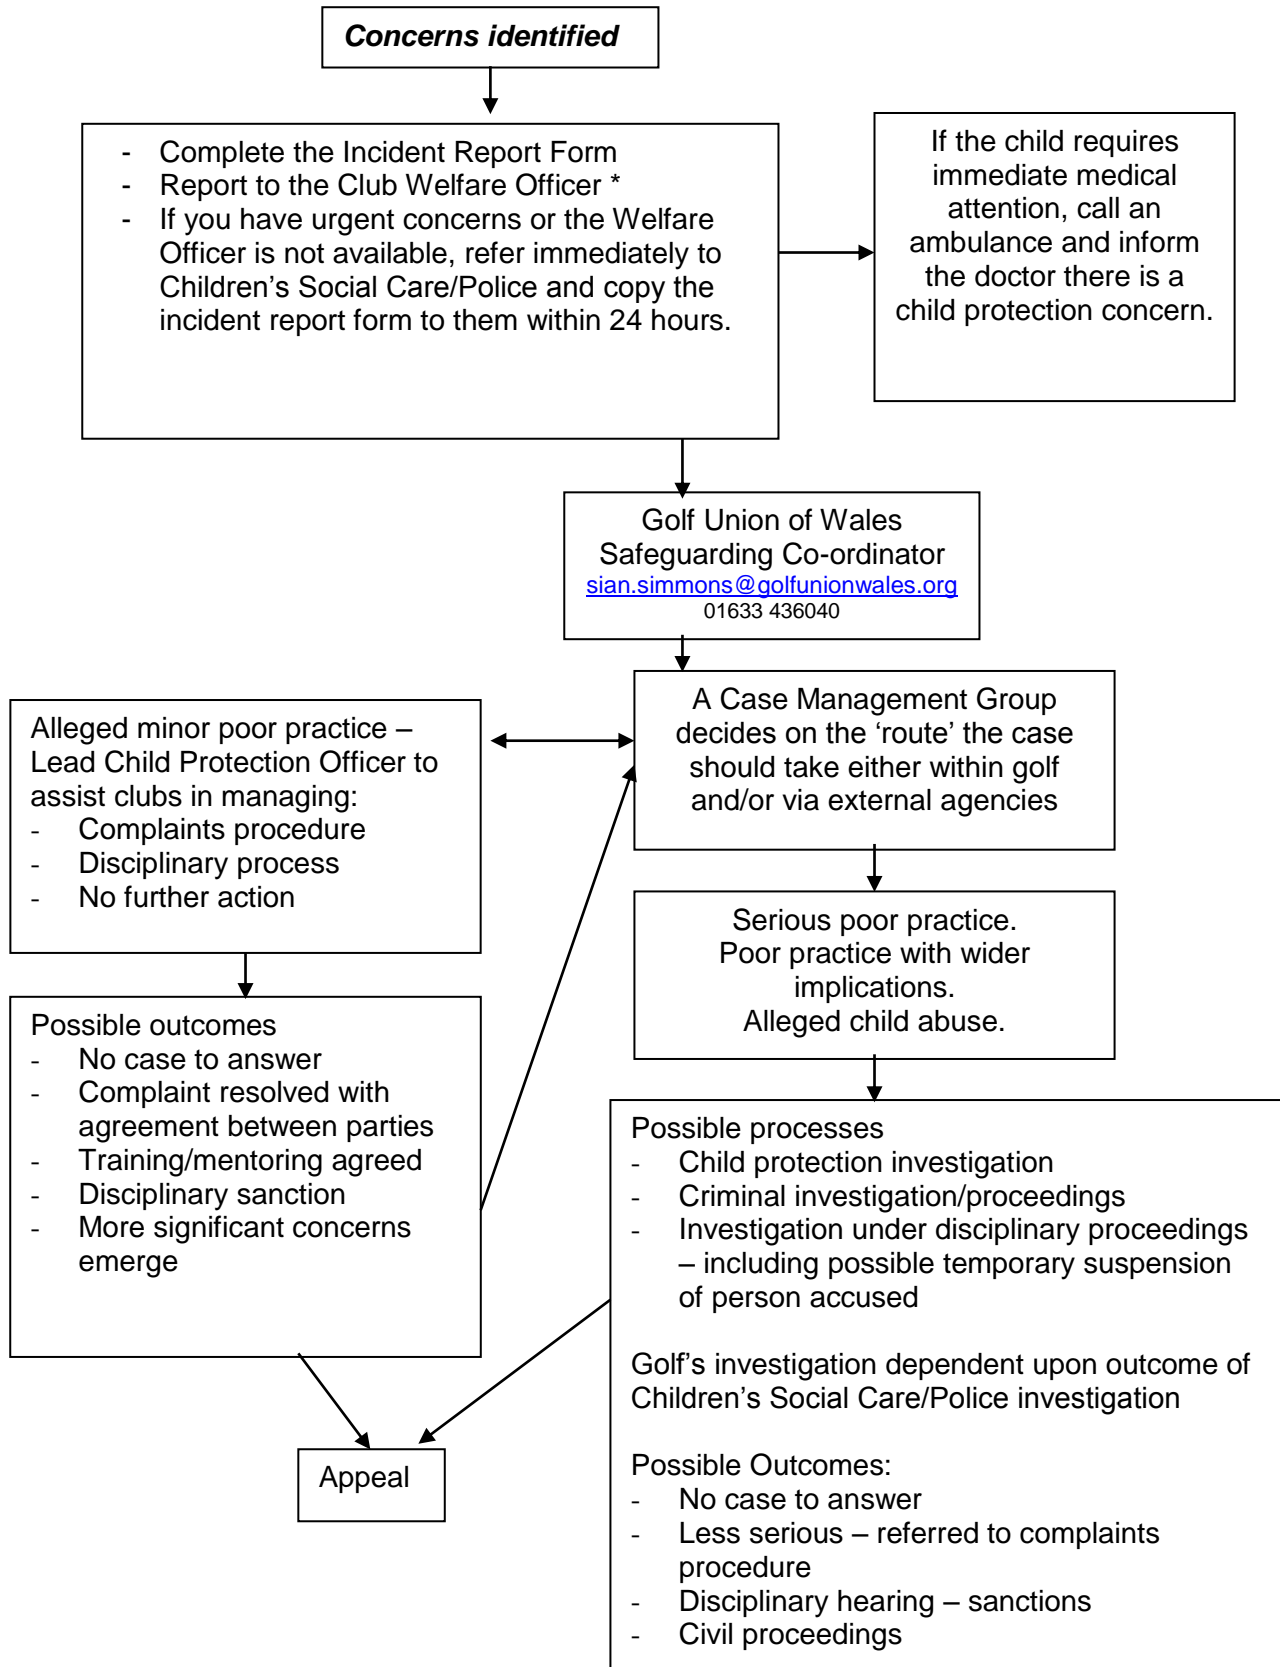 Concerns identified
- Complete the Incident Report Form
- Report to the Club Welfare Officer *
- If you have urgent concerns or the Welfare
Officer is not available, refer immediately to
Children’s Social Care/Police and copy the
incident report form to them within 24 hours.
If the child requires
immediate medical
attention, call an
ambulance and inform
the doctor there is a
child protection concern.
Golf Union of Wales
Safeguarding Co-ordinator
sian.simmons@golfunionwales.org
01633 436040
A Case Management Group
decides on the ‘route’ the case
should take either within golf
and/or via external agencies
Alleged minor poor practice –
Lead Child Protection Officer to
assist clubs in managing:
- Complaints procedure
- Disciplinary process
- No further action
Serious poor practice.
Poor practice with wider
implications.
Alleged child abuse.
Possible outcomes
- No case to answer
- Complaint resolved with
agreement between parties
- Training/mentoring agreed
- Disciplinary sanction
- More significant concerns
emerge
Possible processes
- Child protection investigation
- Criminal investigation/proceedings
- Investigation under disciplinary proceedings
– including possible temporary suspension
of person accused
Golf’s investigation dependent upon outcome of
Children’s Social Care/Police investigation
Possible Outcomes:
- No case to answer
- Less serious – referred to complaints
procedure
- Disciplinary hearing – sanctions
- Civil proceedings
Appeal